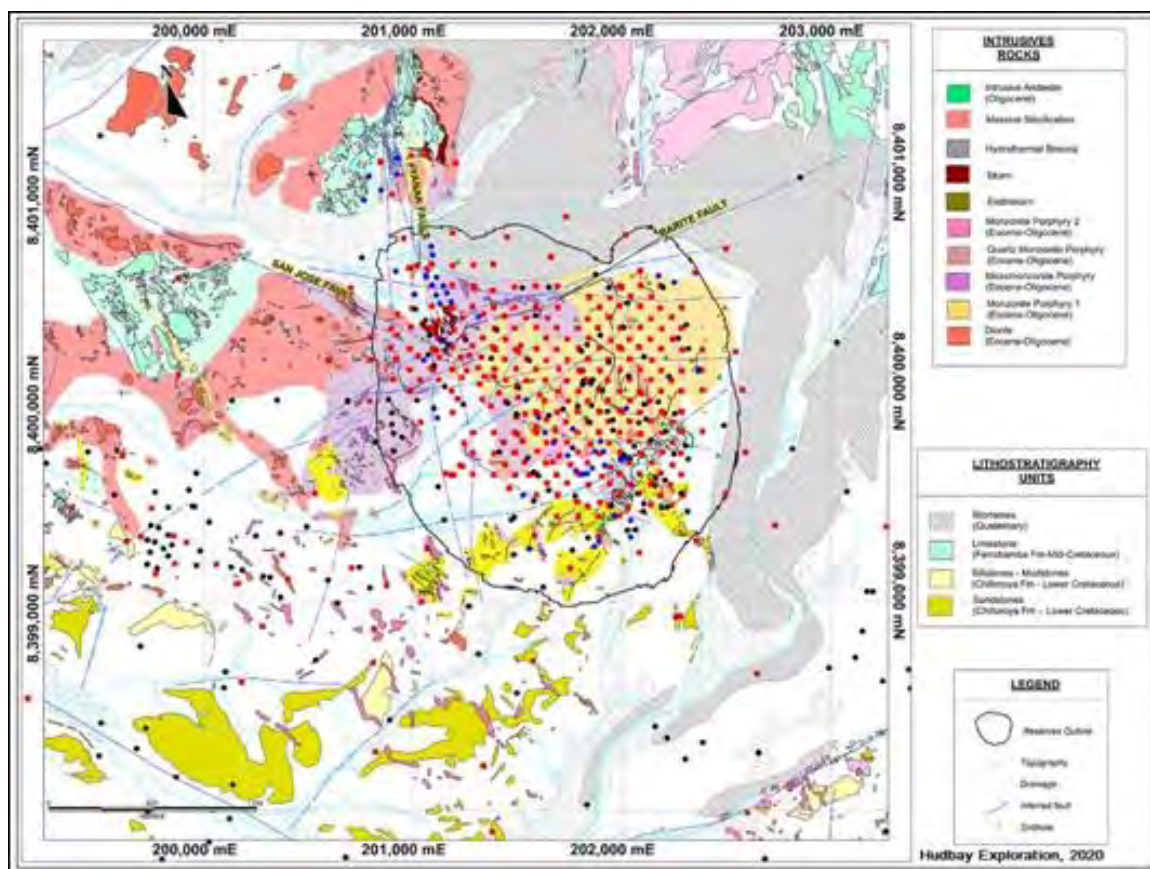 200,000 mE 201,000 mE 202,000 mE 203,000 mE
N
8,401,000 mN
8,401,000 mN
BARITE FAULT
SAN JOSE FAULT
8,400,000 mN
8,400,000 mN
8,399,000 mN
8,399,000 mN
200,000 mE 201,000 mE 202,000 mE
INTRUSIVES
ROCKS
Intrusive Andesite
(Oligocene)
Massive Silicification
Hydrothermal Breccia
Skarn
Endoskarn
Monzonite Porphyry 2
(Eocene-Oligocene)
Quartz Monzonite Porphyry
(Eocene-Oligocene)
Micromonzonite Porphyry
(Eocene-Oligocene)
Monzonite Porphyry 1
(Eocene-Oligocene)
Diorite
(Eocene-Oligocene)
LITHOSTRATIGRAPHY
UNITS
Morraines
(Quaternary)
Limestone
(Ferrobamba Fm-Mid-Cretaceous)
Siltstones - Mudstones
(Chilloroya Fm - Lower Cretaceous)
Sandstones
(Chilloroya Fm - Lower Cretaceous)
LEGEND
Reserves Outline
Topography
Drainage
Inferred fault
Drillhole
Hudbay Exploration, 2020